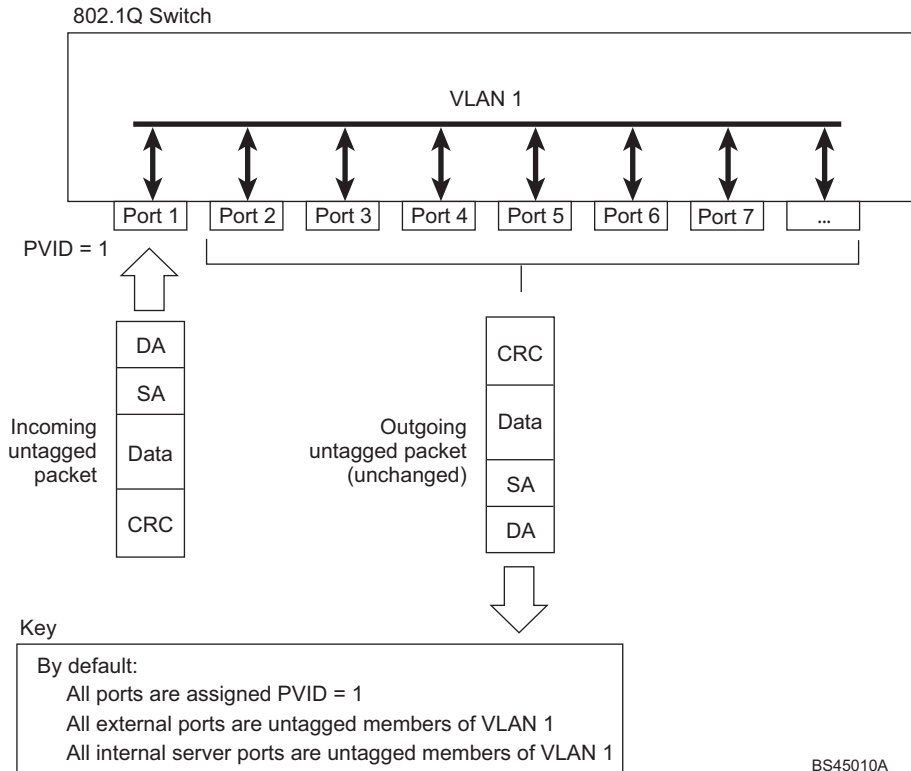 802.1Q Switch
VLAN 1
Port 1 Port 2 Port 3 Port 4 Port 5 Port 6 Port 7 ...
PVID = 1
DA
SA
Data
CRC
Incoming
untagged
packet
CRC
Data
SA
DA
Outgoing
untagged packet
(unchanged)
Key
By default:
All ports are assigned PVID = 1
All external ports are untagged members of VLAN 1
All internal server ports are untagged members of VLAN 1
BS45010A